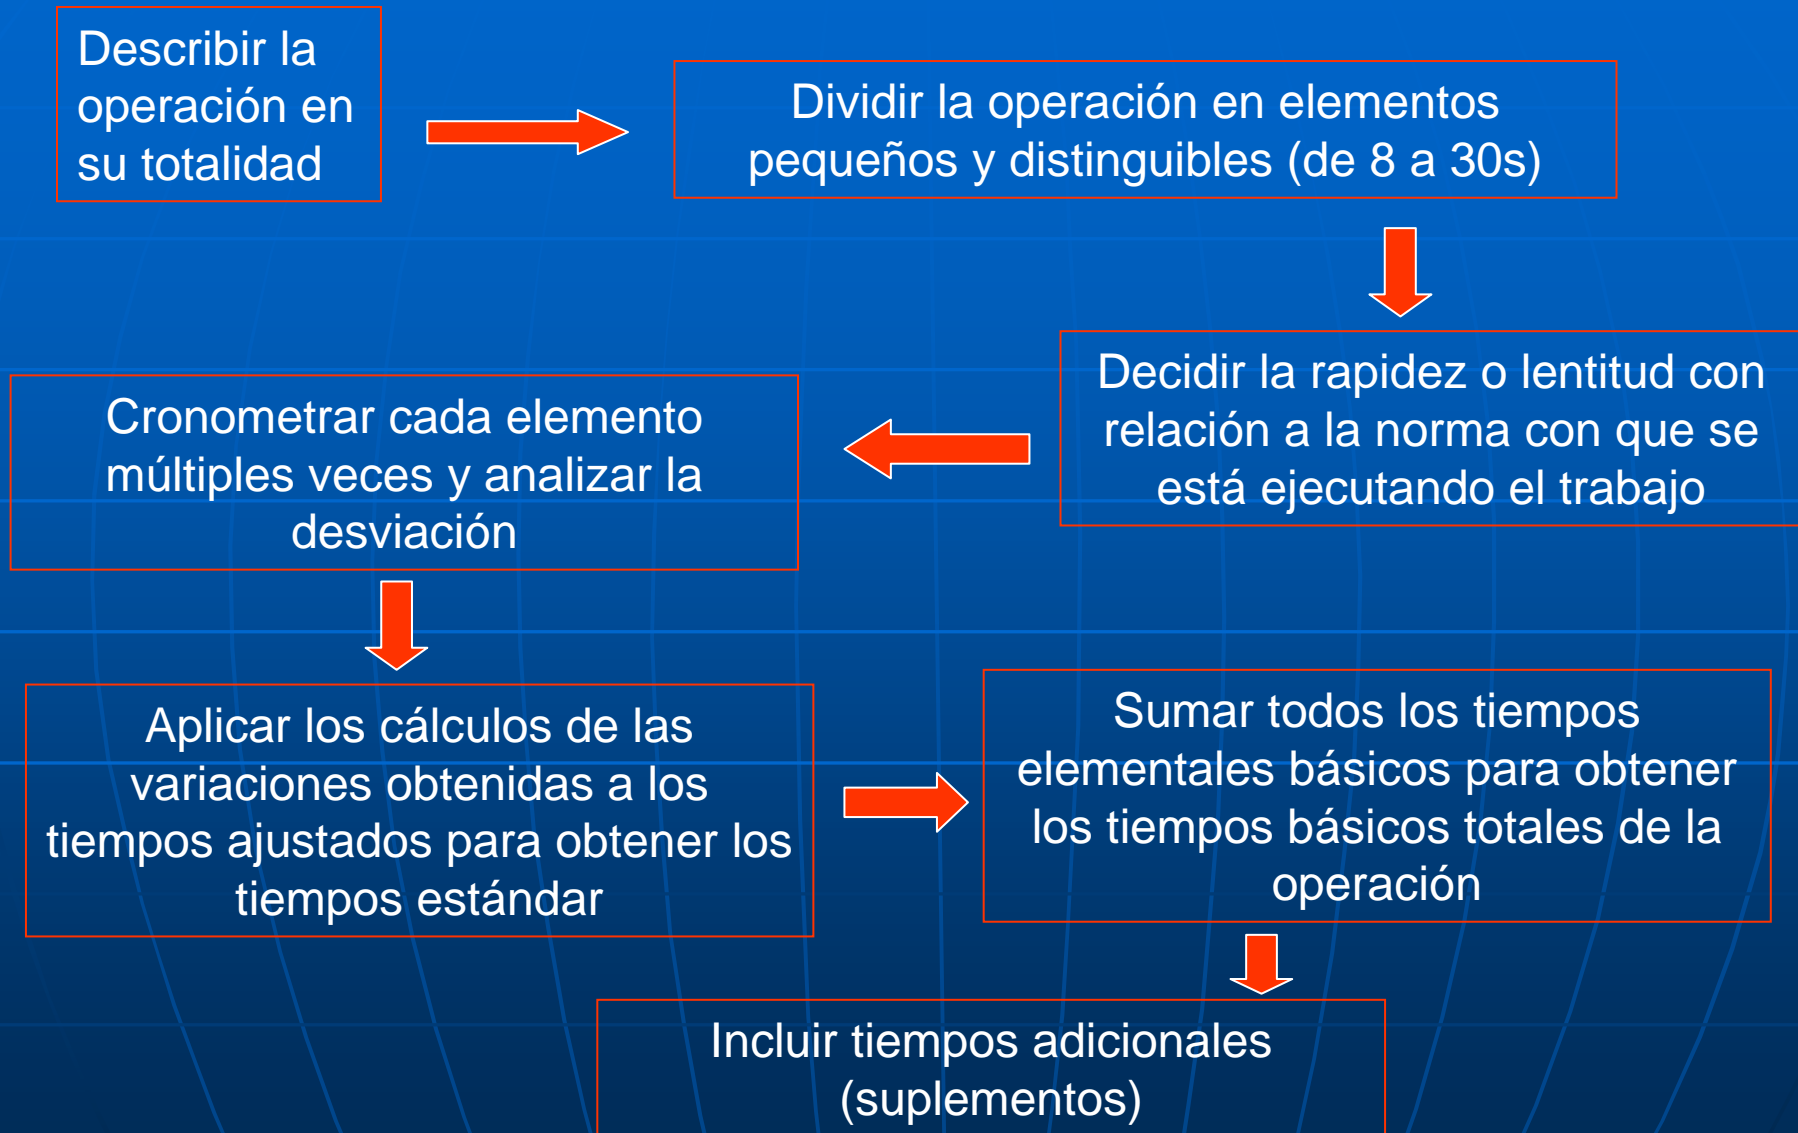 Describir la
operación en
su totalidad
Dividir la operación en elementos
pequeños y distinguibles (de 8 a 30s)
Decidir la rapidez o lentitud con
relación a la norma con que se
está ejecutando el trabajo
Cronometrar cada elemento
múltiples veces y analizar la
desviación
Aplicar los cálculos de las
variaciones obtenidas a los
tiempos ajustados para obtener los
tiempos estándar
Sumar todos los tiempos
elementales básicos para obtener
los tiempos básicos totales de la
operación
Incluir tiempos adicionales
(suplementos)